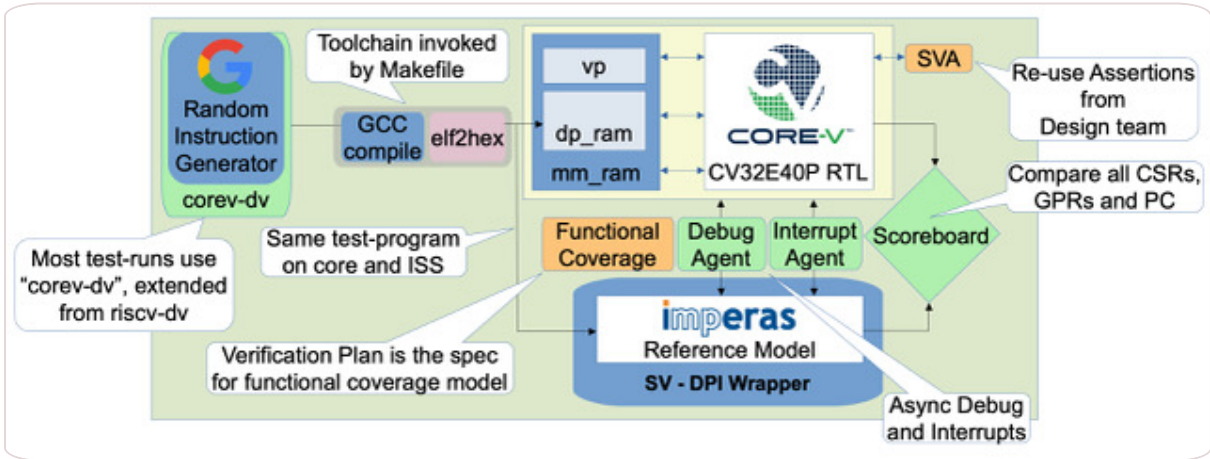 Random
Instruction
Generator
corev-dv
Toolchain invoked
by Makefile
GCC
compile
elf2hex
vp
dp_ram
mm_ram
CORE-V™
CV32E40P RTL
SVA
Re-use Assertions
from
Design team
Compare all CSRs,
GPRs and PC
Most test-runs use
“corev-dv”, extended
from riscv-dv
Same test-program
on core and ISS
Functional
Coverage
Debug
Agent
Interrupt
Agent
Scoreboard
Verification Plan is the spec
for functional coverage model
imperas
Reference Model
SV - DPI Wrapper
Async Debug
and Interrupts